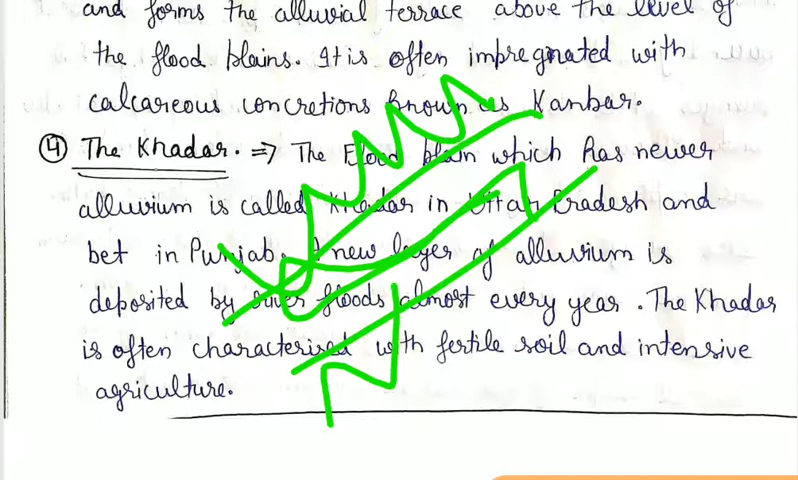 and forms the alluvial terrace above the level of
the flood blains. It is often impregnated with
calcareous concretions known as Kanbar.
④ The Khadar. ⇒ The Flood blain which has newer
alluvium is called Khadar in Uttar Pradesh and
bet in Punjab. A new layer of alluvium is
deposited by river floods almost every year. The Khadar
is often characterised with fertile soil and intensive
agriculture.